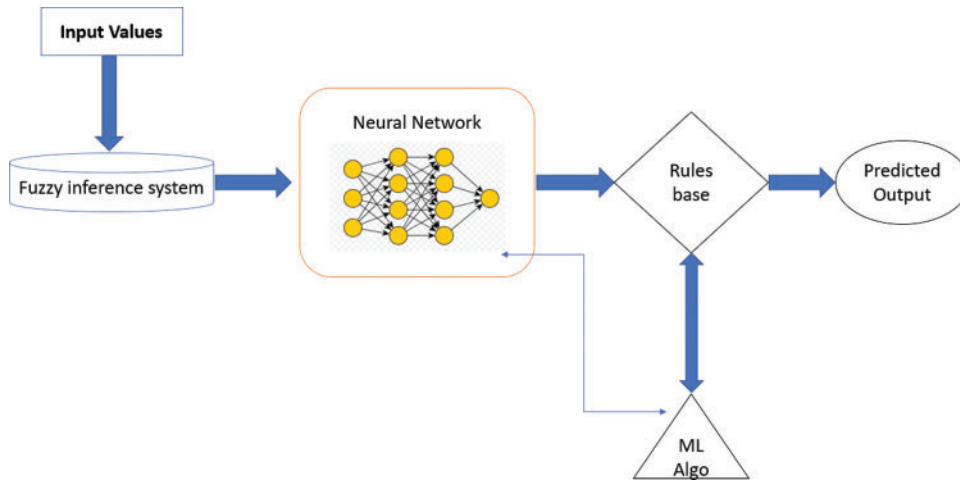 Input Values
Fuzzy inference system
Neural Network
Rules
base
Predicted
Output
ML
Algo